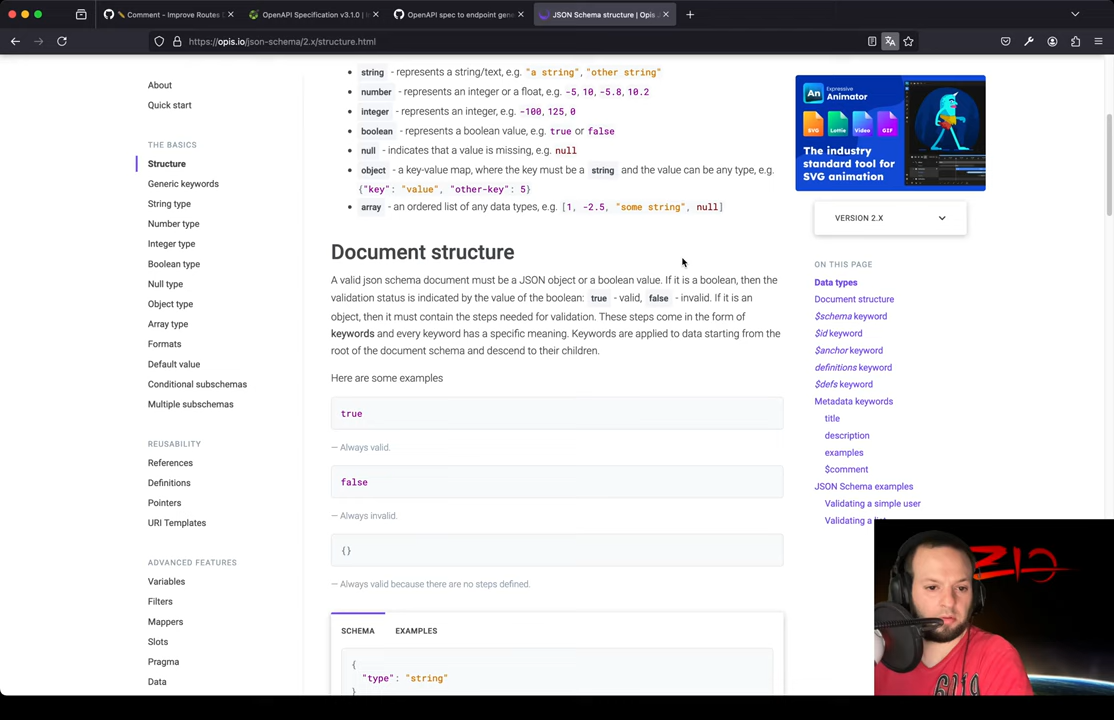 Comment - Improve Routes
OpenAPI Specification v3.1.0 | I
OpenAPI spec to endpoint gene
JSON Schema structure | Opis
https://opis.io/json-schema/2.x/structure.html
About
Quick start
THE BASICS
Structure
Generic keywords
String type
Number type
Integer type
Boolean type
Null type
Object type
Array type
Formats
Default value
Conditional subschemas
Multiple subschemas
REUSABILITY
References
Definitions
Pointers
URI Templates
ADVANCED FEATURES
Variables
Filters
Mappers
Slots
Pragma
Data
string - represents a string/text, e.g. "a string", "other string"
number - represents an integer or a float, e.g. -5, 10, -5.8, 10.2
integer - represents an integer, e.g. -100, 125, 0
boolean - represents a boolean value, e.g. true or false
null - indicates that a value is missing, e.g. null
object - a key-value map, where the key must be a string and the value can be any type, e.g.
{"key": "value", "other-key": 5}
array - an ordered list of any data types, e.g. [1, -2.5, "some string", null]
Document structure
A valid json schema document must be a JSON object or a boolean value. If it is a boolean, then the
validation status is indicated by the value of the boolean: true - valid, false - invalid. If it is an
object, then it must contain the steps needed for validation. These steps come in the form of
keywords and every keyword has a specific meaning. Keywords are applied to data starting from the
root of the document schema and descend to their children.
Here are some examples
true
— Always valid.
false
— Always invalid.
{}
— Always valid because there are no steps defined.
SCHEMA EXAMPLES
{
"type": "string"
}
An Expressive
Animator
SVG Lottie Video GIF
The industry
standard tool for
SVG animation
VERSION 2.X
ON THIS PAGE
Data types
Document structure
$schema keyword
$id keyword
$anchor keyword
definitions keyword
$defs keyword
Metadata keywords
title
description
examples
$comment
JSON Schema examples
Validating a simple user
Validating a list
ZIO